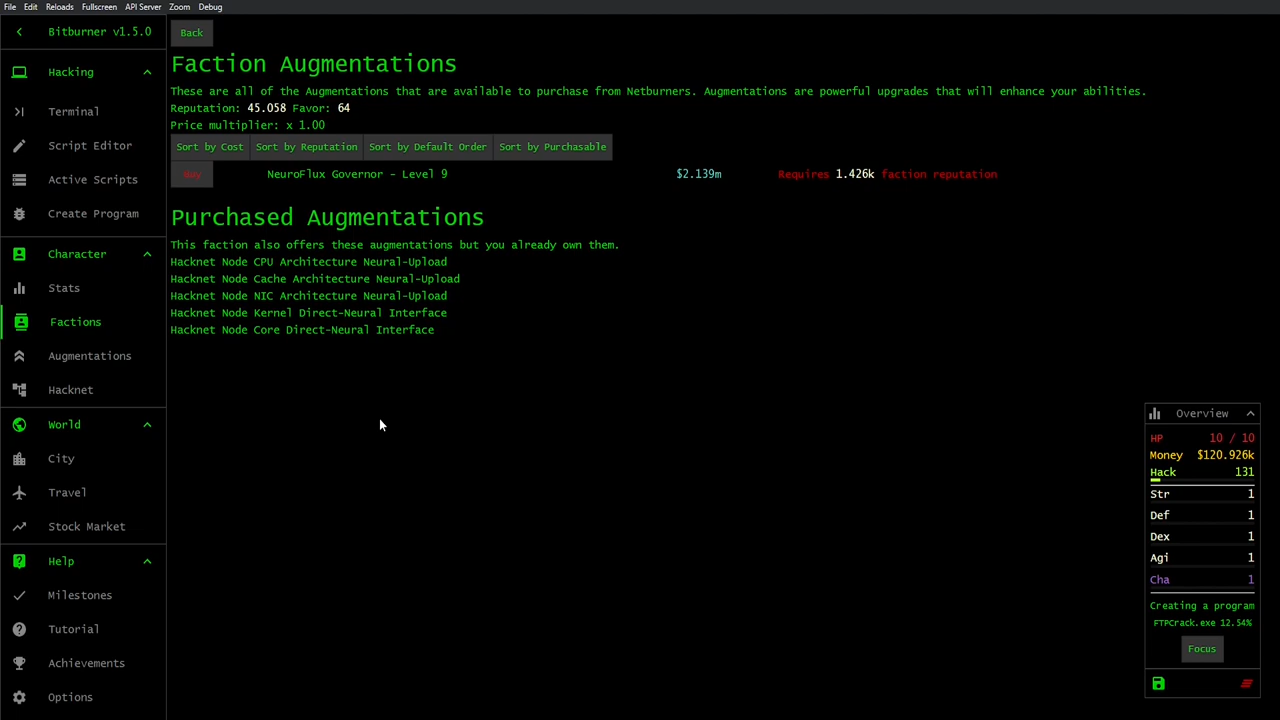 File Edit Reloads Fullscreen API Server Zoom Debug
Bitburner v1.5.0
Hacking
Terminal
Script Editor
Active Scripts
Create Program
Character
Stats
Factions
Augmentations
Hacknet
World
City
Travel
Stock Market
Help
Milestones
Tutorial
Achievements
Options
Back
Faction Augmentations
These are all of the Augmentations that are available to purchase from Netburners. Augmentations are powerful upgrades that will enhance your abilities.
Reputation: 45.058 Favor: 64
Price multiplier: x 1.00
Sort by Cost Sort by Reputation Sort by Default Order Sort by Purchasable
NeuroFlux Governor - Level 9 $2.139m Requires 1.426k faction reputation
Purchased Augmentations
This faction also offers these augmentations but you already own them.
Hacknet Node CPU Architecture Neural-Upload
Hacknet Node Cache Architecture Neural-Upload
Hacknet Node NIC Architecture Neural-Upload
Hacknet Node Kernel Direct-Neural Interface
Hacknet Node Core Direct-Neural Interface
Overview
HP 10 / 10
Money $120.926k
Hack 131
Str 1
Def 1
Dex 1
Agi 1
Cha 1
Creating a program
FTPCrack.exe 12.54%
Focus